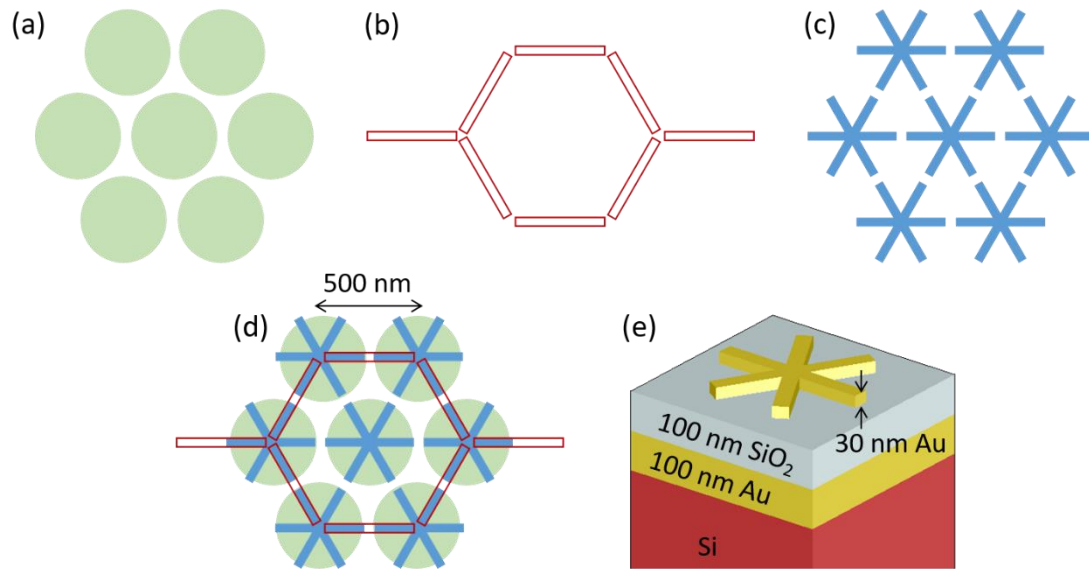 (a)
(b)
(c)
500 nm
(d)
(e)
100 nm SiO₂
30 nm Au
100 nm Au
Si